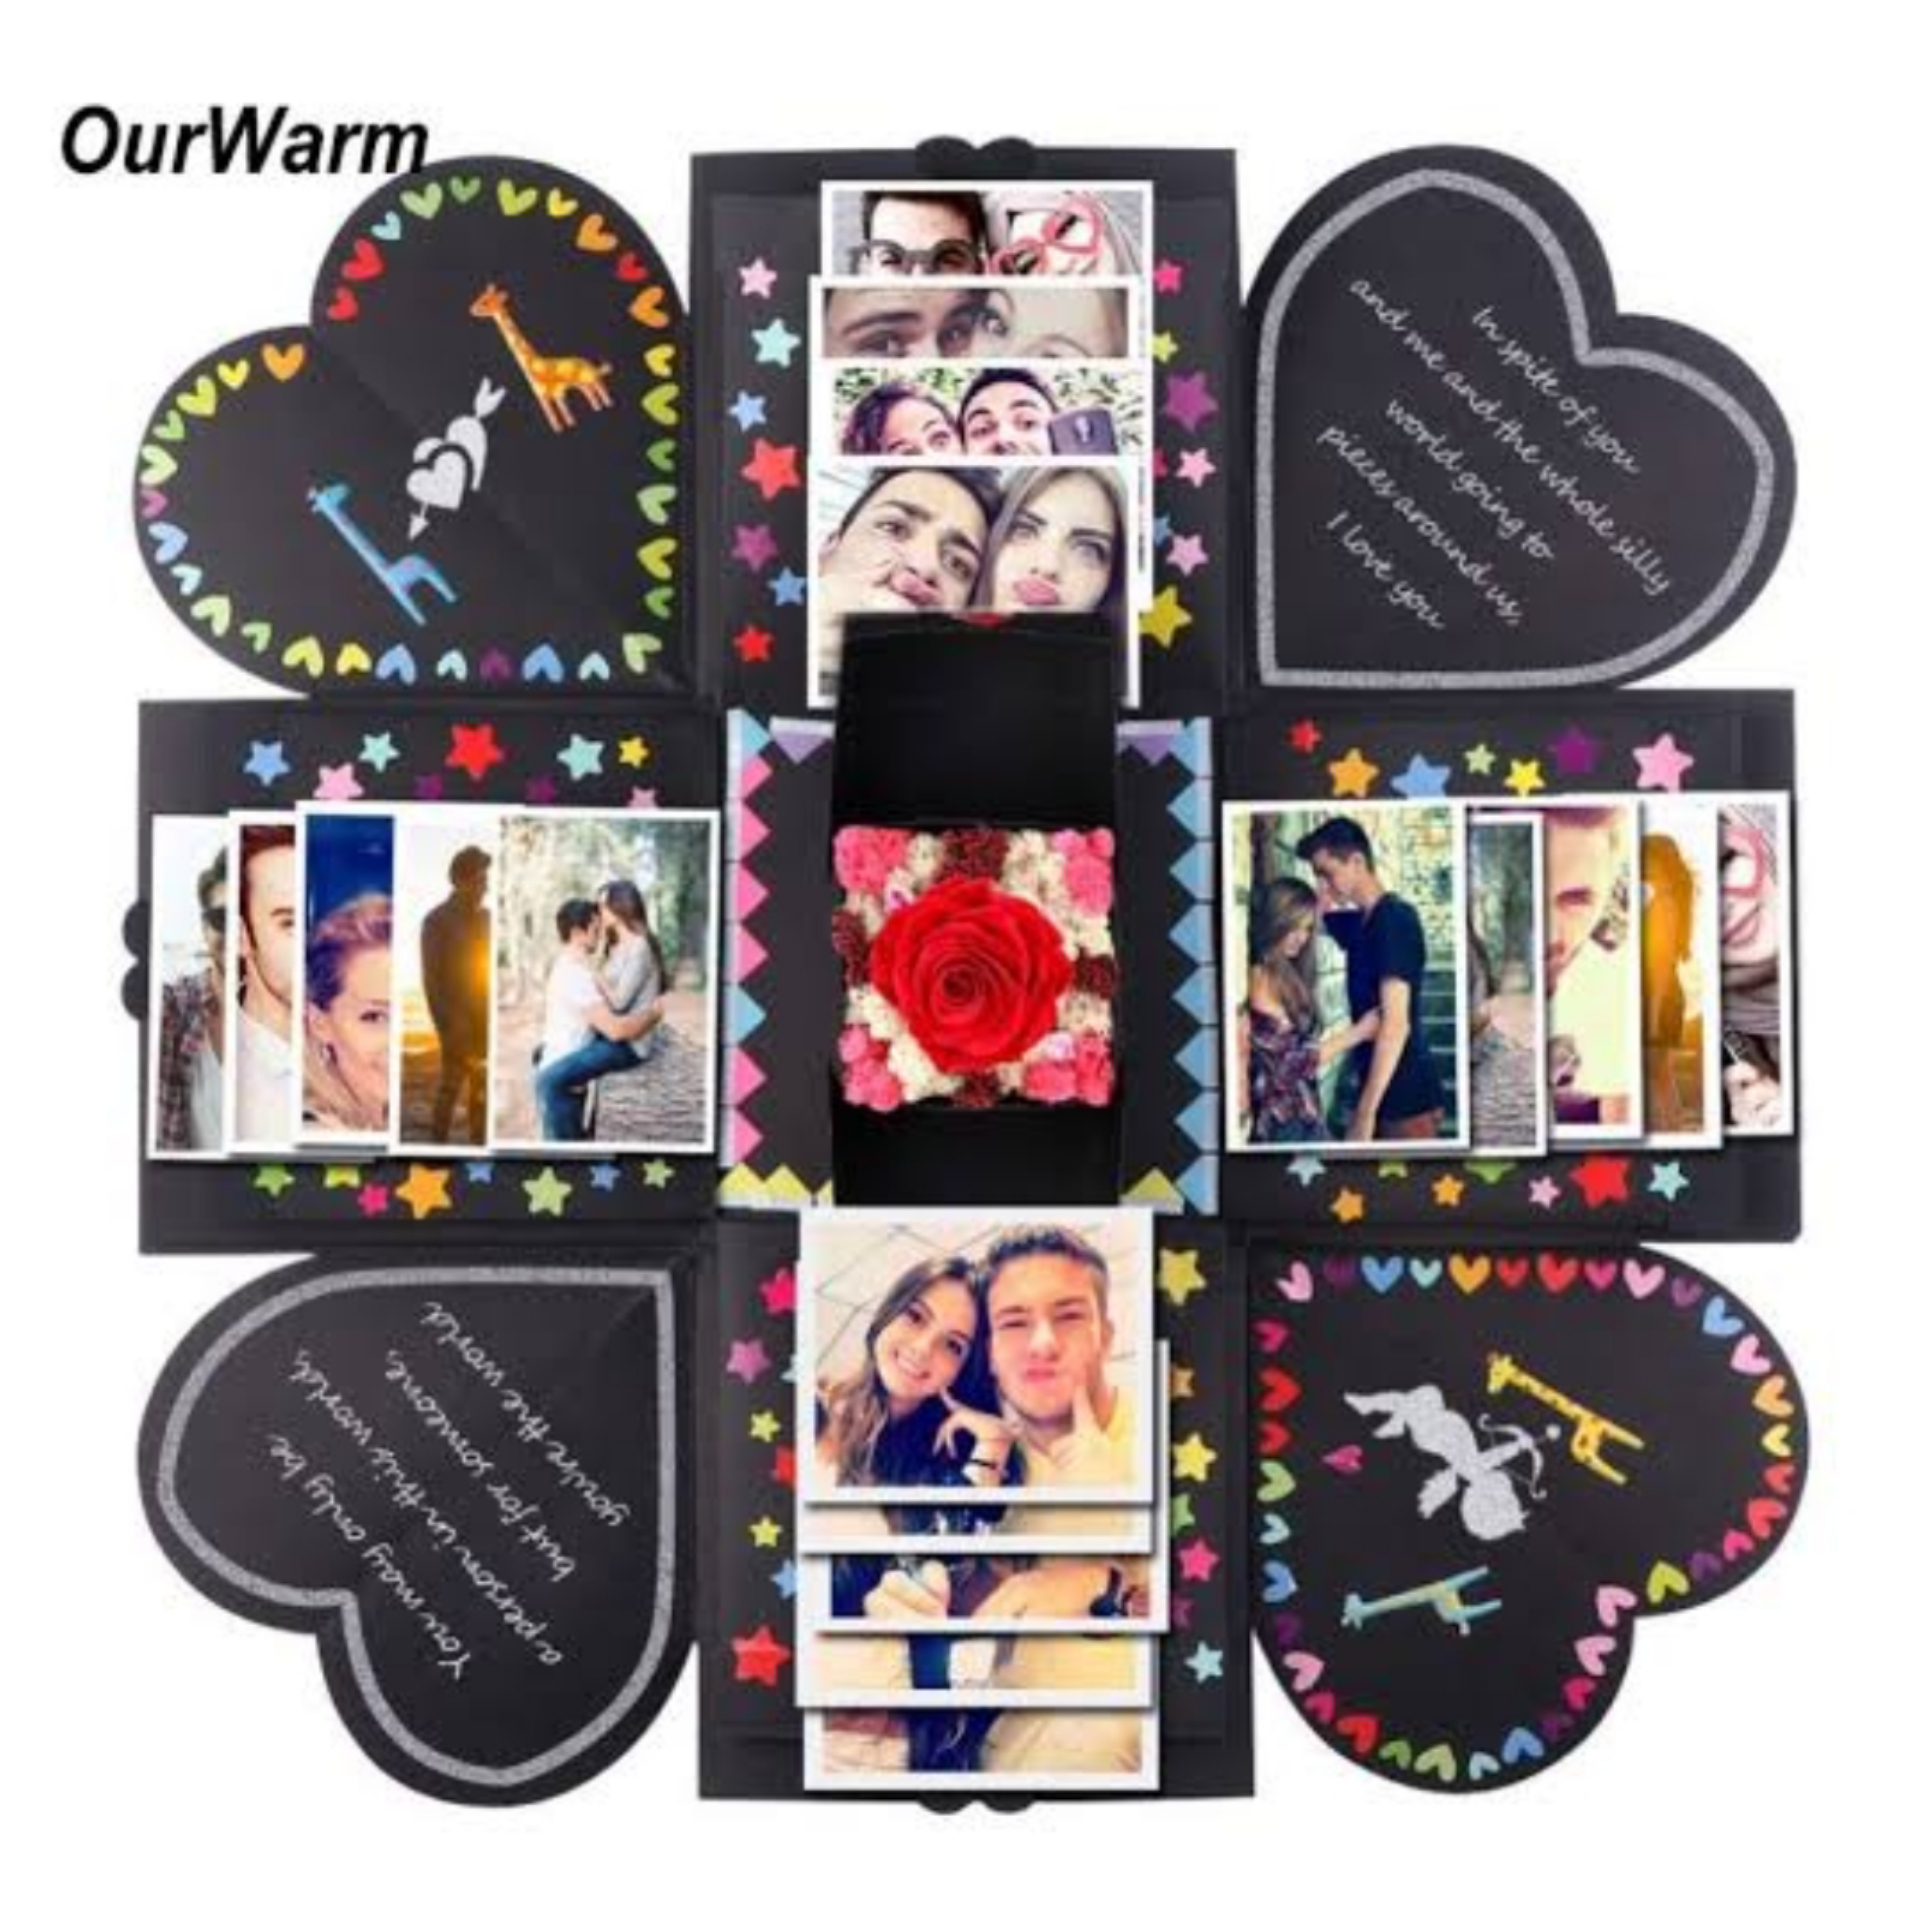 OurWarm
In spite of you
and me and the whole silly
world going to
pieces around us,
I love you
You may only be
a person in this world,
but for someone,
you're the world